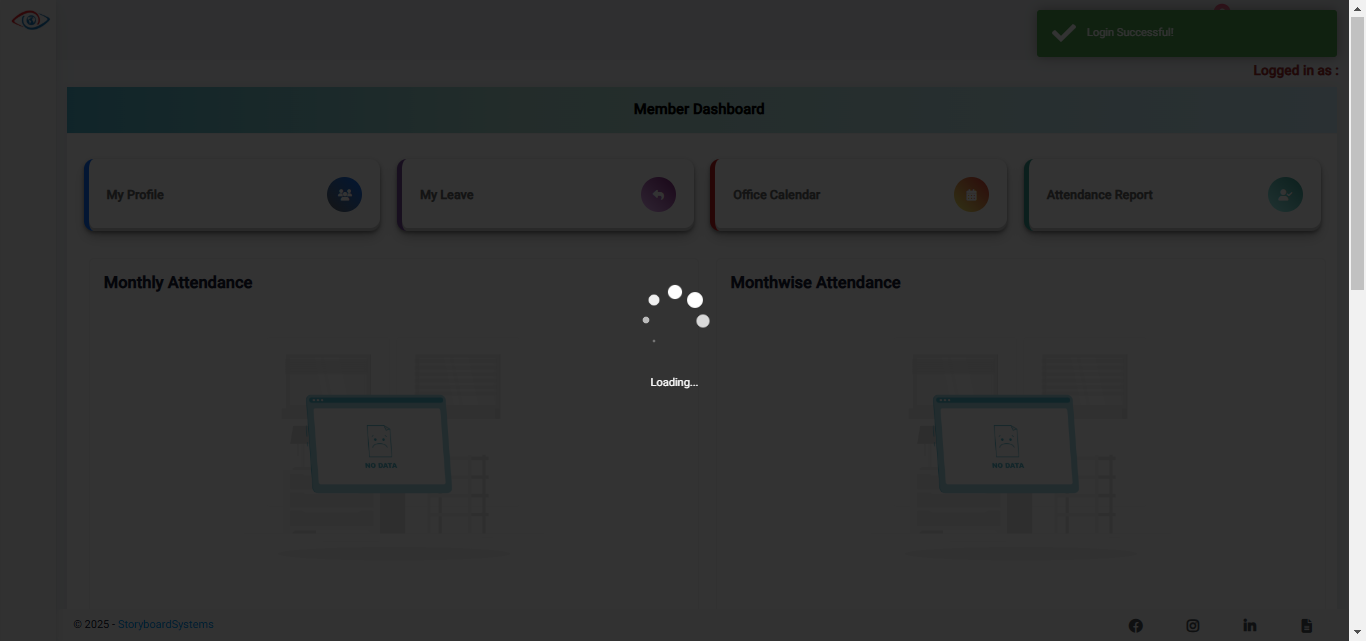 Login Successful!
Logged in as :
Member Dashboard
My Profile
My Leave
Office Calendar
Attendance Report
Monthly Attendance
Monthwise Attendance
NO DATA
NO DATA
Loading...
© 2025 - StoryboardSystems